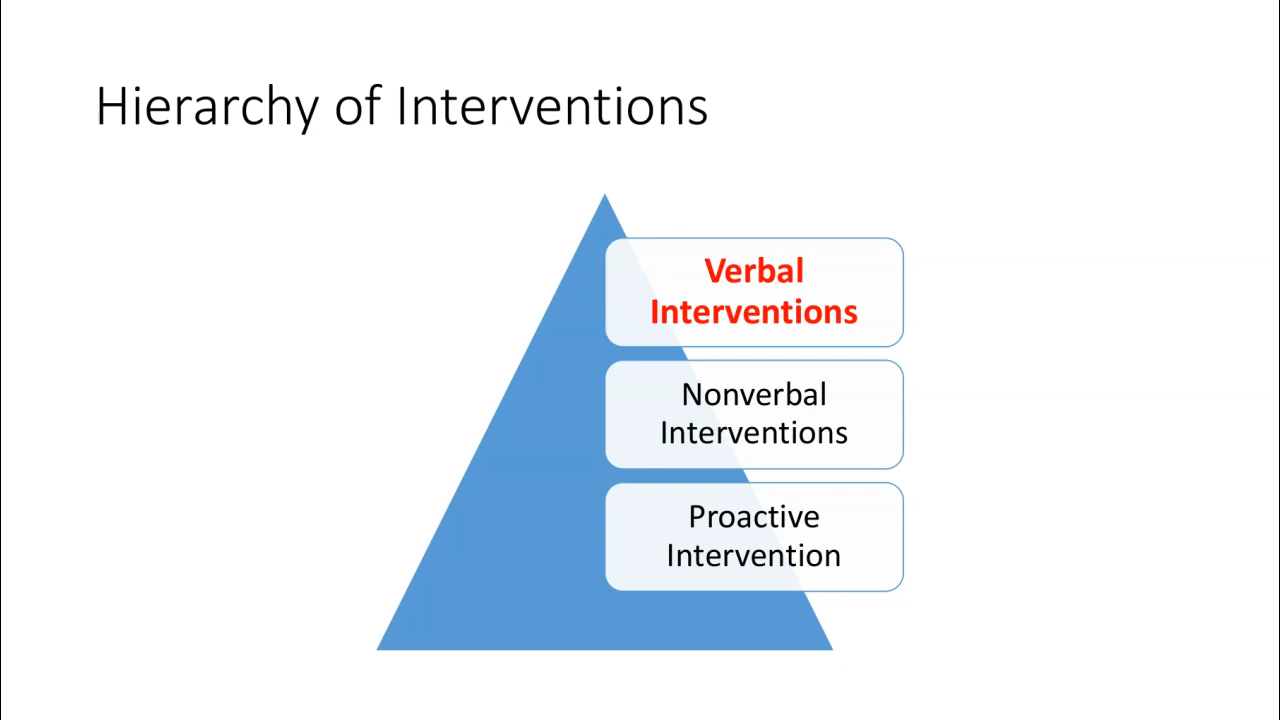 Hierarchy of Interventions
Verbal
Interventions
Nonverbal
Interventions
Proactive
Intervention